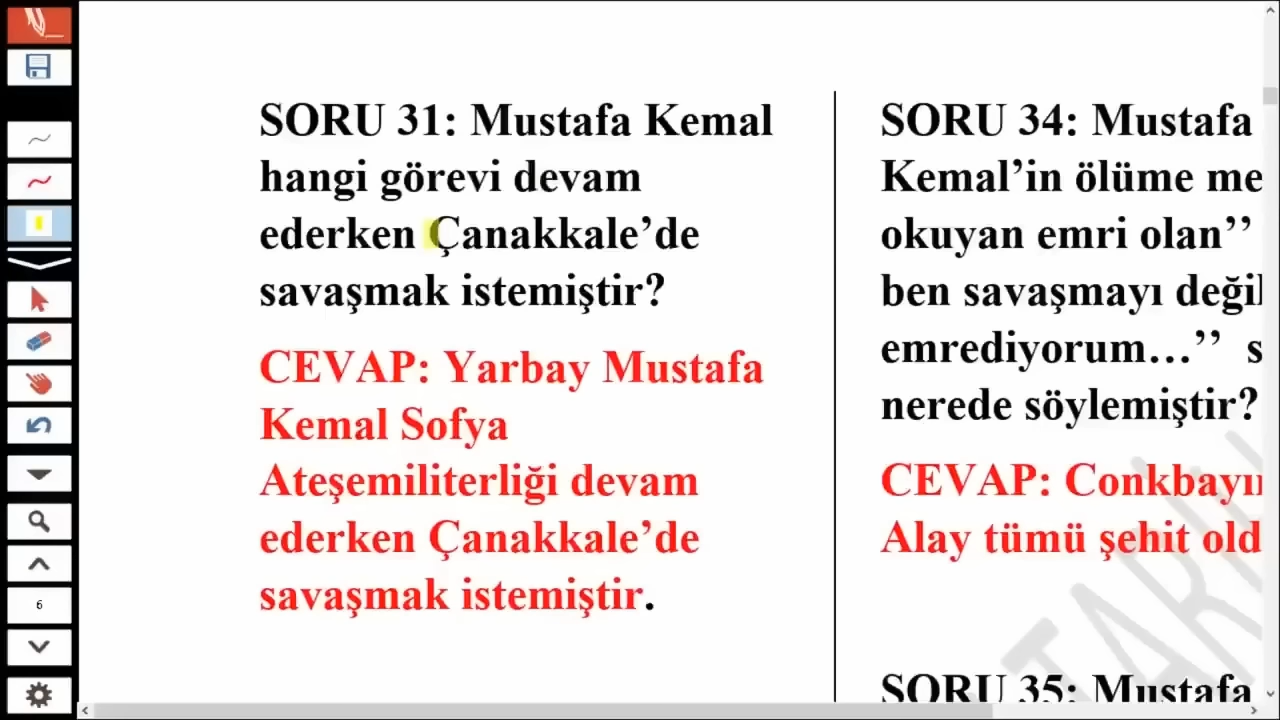 SORU 31: Mustafa Kemal
hangi görevi devam
ederken Çanakkale’de
savaşmak istemiştir?
CEVAP: Yarbay Mustafa
Kemal Sofya
Ateşemiliterliği devam
ederken Çanakkale’de
savaşmak istemiştir.
SORU 34: Mustafa
Kemal’in ölüme me
okuyan emri olan’’
ben savaşmayı değil
emrediyorum…’’ s
nerede söylemiştir?
CEVAP: Conkbayı
Alay tümü şehit old
SORU 35: Mustafa
TARİH
6